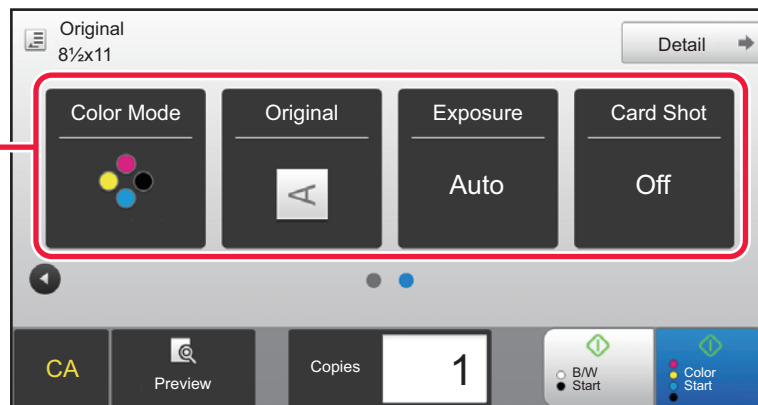 Original
8½x11
Detail
Color Mode
Original
Exposure
Card Shot
A
Auto
Off
CA
Preview
Copies
1
B/W
Start
Color
Start